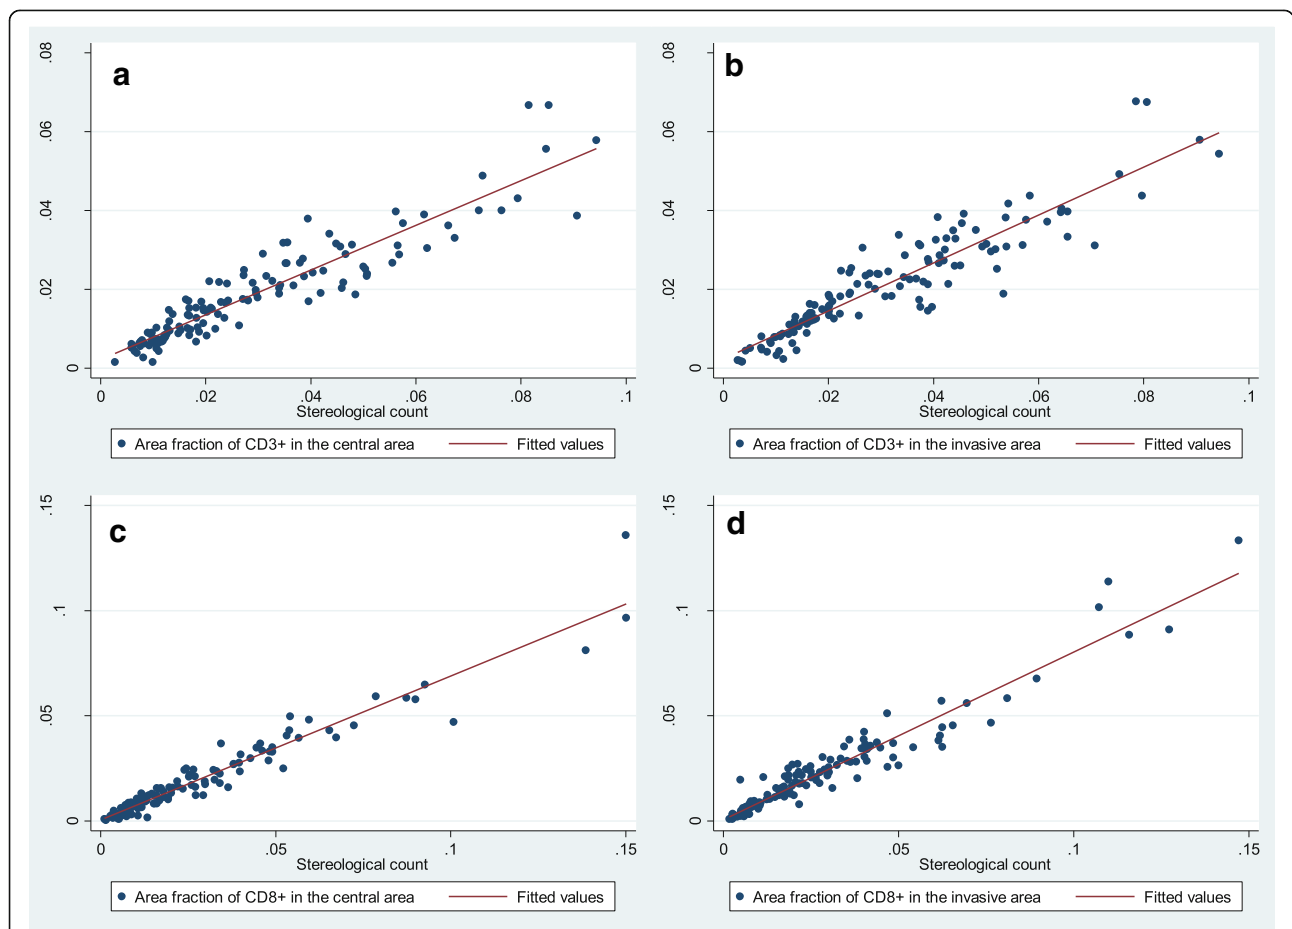 a
.08
.06
.04
.02
0
0 .02 .04 .06 .08 .1
Stereological count
Area fraction of CD3+ in the central area Fitted values
b
.08
.06
.04
.02
0
0 .02 .04 .06 .08 .1
Stereological count
Area fraction of CD3+ in the invasive area Fitted values
c
.15
.1
.05
0
0 .05 .1 .15
Stereological count
Area fraction of CD8+ in the central area Fitted values
d
.15
.1
.05
0
0 .05 .1 .15
Stereological count
Area fraction of CD8+ in the invasive area Fitted values